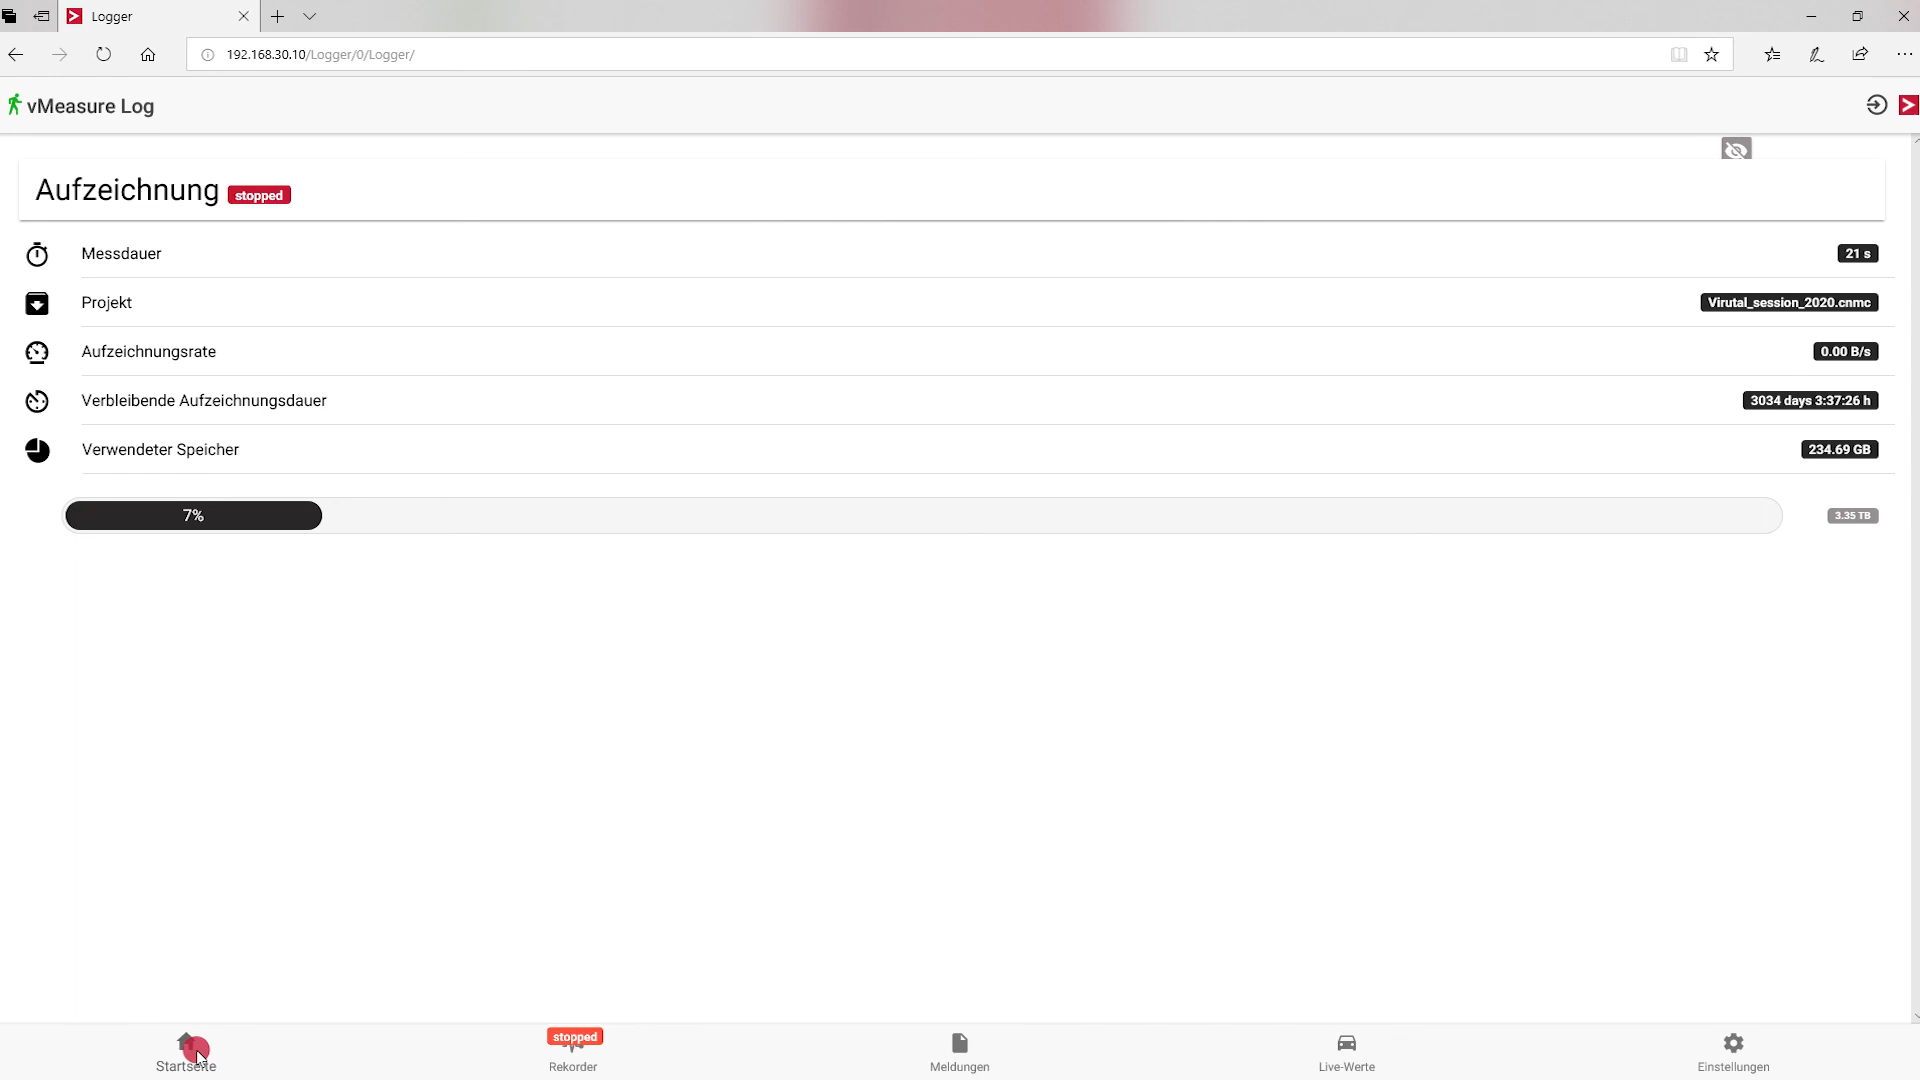 Logger
192.168.30.10/Logger/0/Logger/
vMeasure Log
Aufzeichnung stopped
Messdauer 21 s
Projekt Virutal_session_2020.cnmc
Aufzeichnungsrate 0.00 B/s
Verbleibende Aufzeichnungsdauer 3034 days 3:37:26 h
Verwendeter Speicher 234.69 GB
7% 3.35 TB
stopped
Startseite Rekorder Meldungen Live-Werte Einstellungen